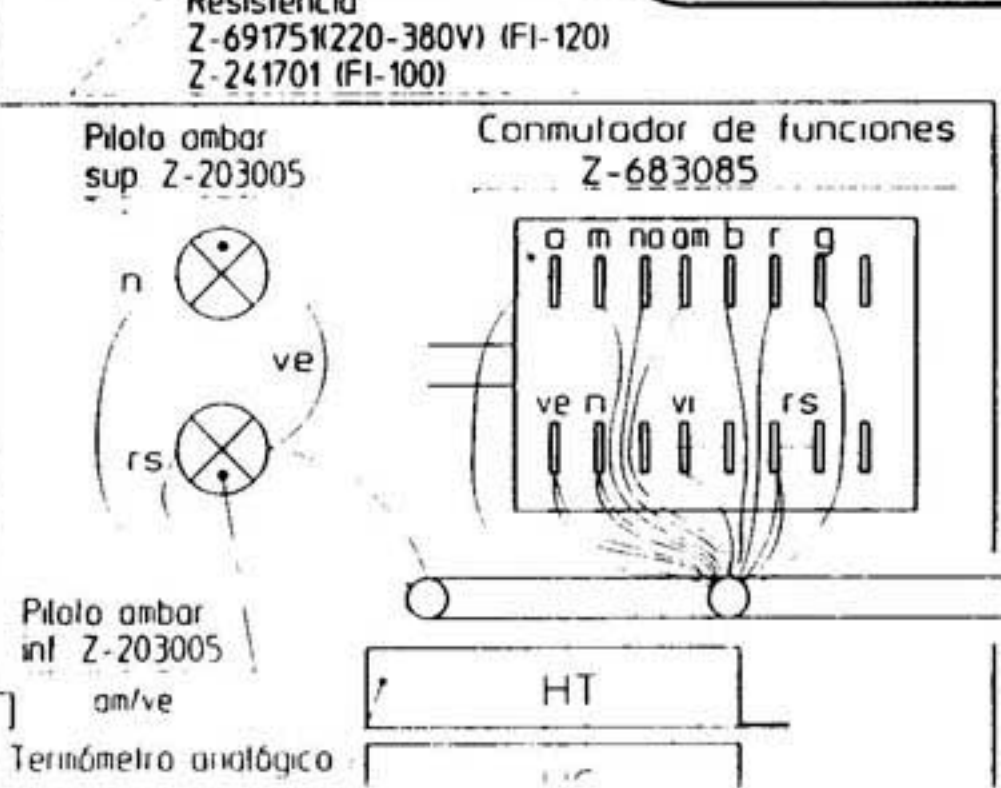 Resistencia
Z-691751(220-380V) (FI-120)
Z-241701 (FI-100)
Piloto ambar
sup Z-203005
Conmutador de funciones
Z-683085
a m na am b r g
n
ve
ve n vi rs
rs
Piloto ambar
inf Z-203005
HT
am/ve
Termómetro analógico